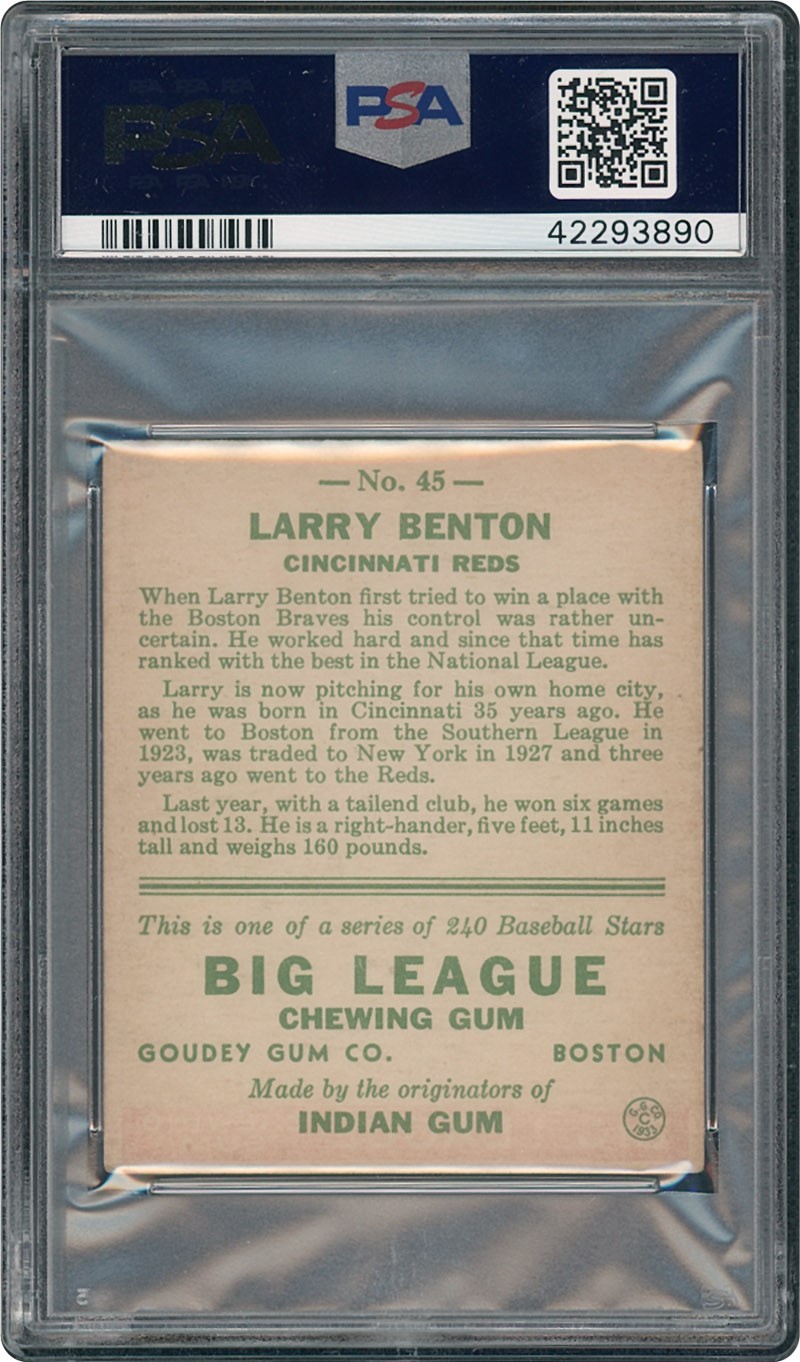 PSA
PSA
42293890
— No. 45 —
LARRY BENTON
CINCINNATI REDS
When Larry Benton first tried to win a place with
the Boston Braves his control was rather un-
certain. He worked hard and since that time has
ranked with the best in the National League.
Larry is now pitching for his own home city,
as he was born in Cincinnati 35 years ago. He
went to Boston from the Southern League in
1923, was traded to New York in 1927 and three
years ago went to the Reds.
Last year, with a tailend club, he won six games
and lost 13. He is a right-hander, five feet, 11 inches
tall and weighs 160 pounds.
This is one of a series of 240 Baseball Stars
BIG LEAGUE
CHEWING GUM
GOUDEY GUM CO. BOSTON
Made by the originators of
INDIAN GUM
G. G. Co
C
1933